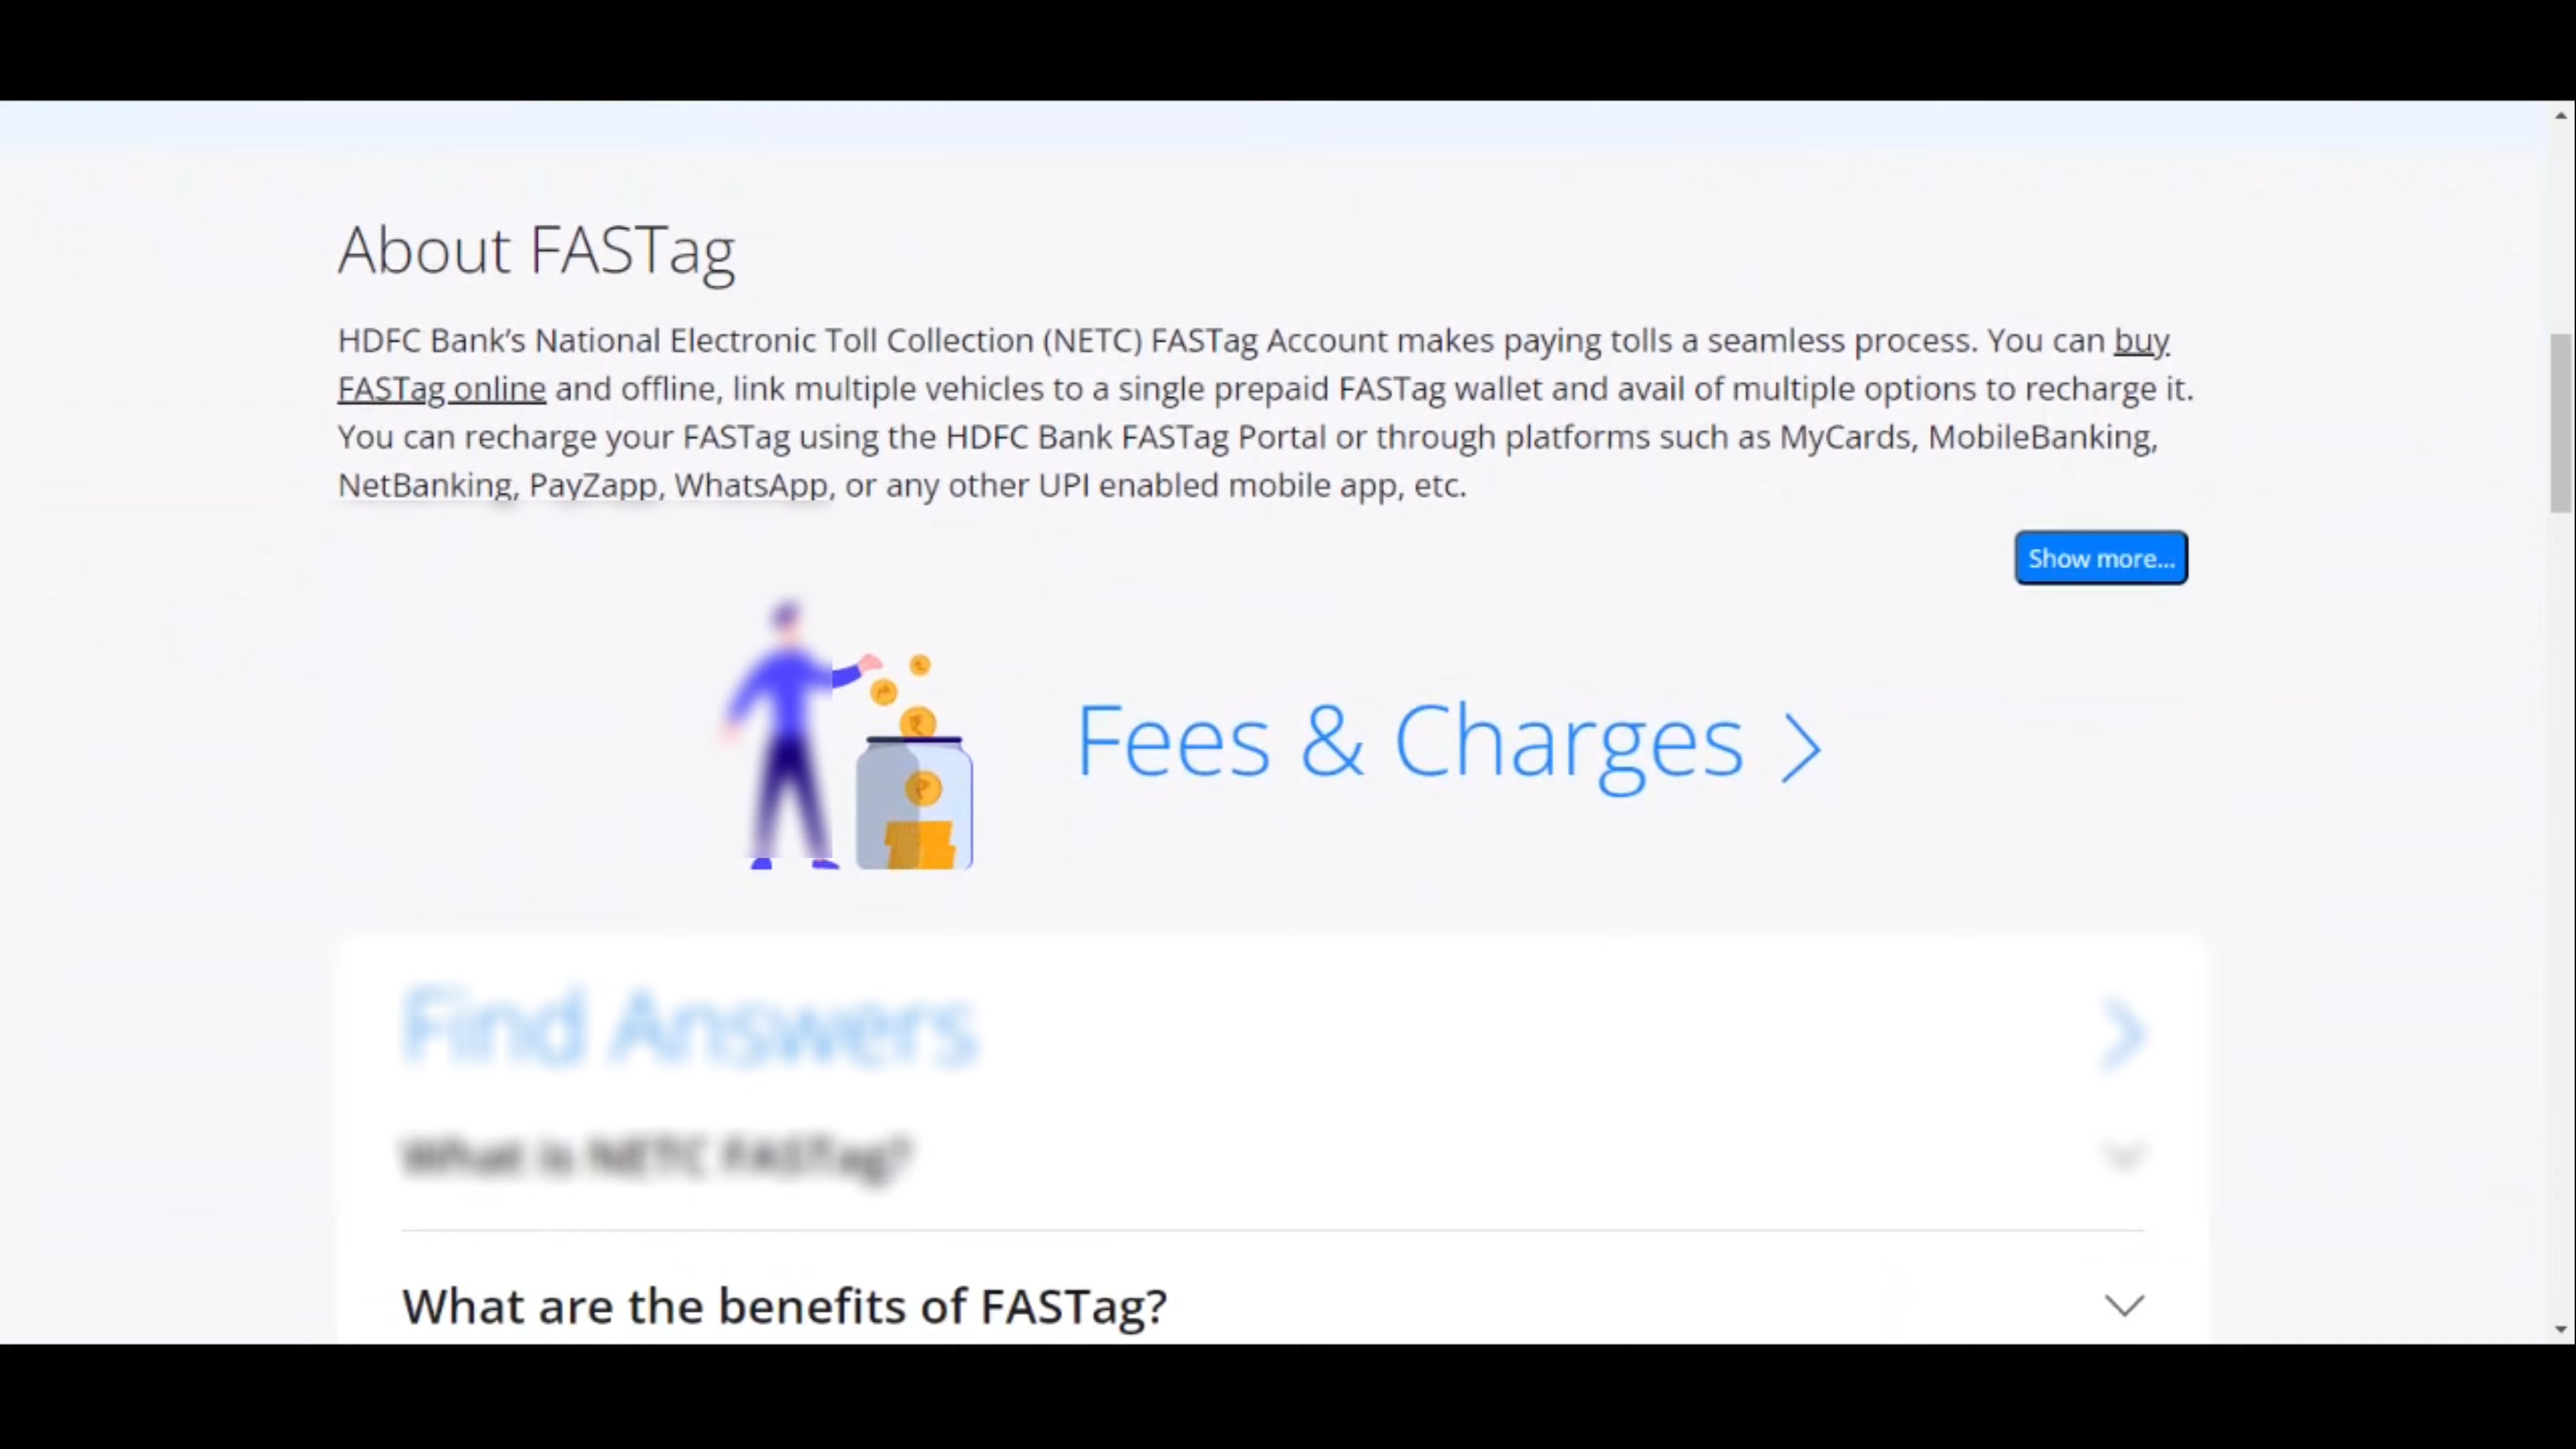 About FASTag
HDFC Bank’s National Electronic Toll Collection (NETC) FASTag Account makes paying tolls a seamless process. You can buy
FASTag online and offline, link multiple vehicles to a single prepaid FASTag wallet and avail of multiple options to recharge it.
You can recharge your FASTag using the HDFC Bank FASTag Portal or through platforms such as MyCards, MobileBanking,
NetBanking, PayZapp, WhatsApp, or any other UPI enabled mobile app, etc.
Show more...
Fees & Charges
Find Answers
What is NETC FASTag?
What are the benefits of FASTag?